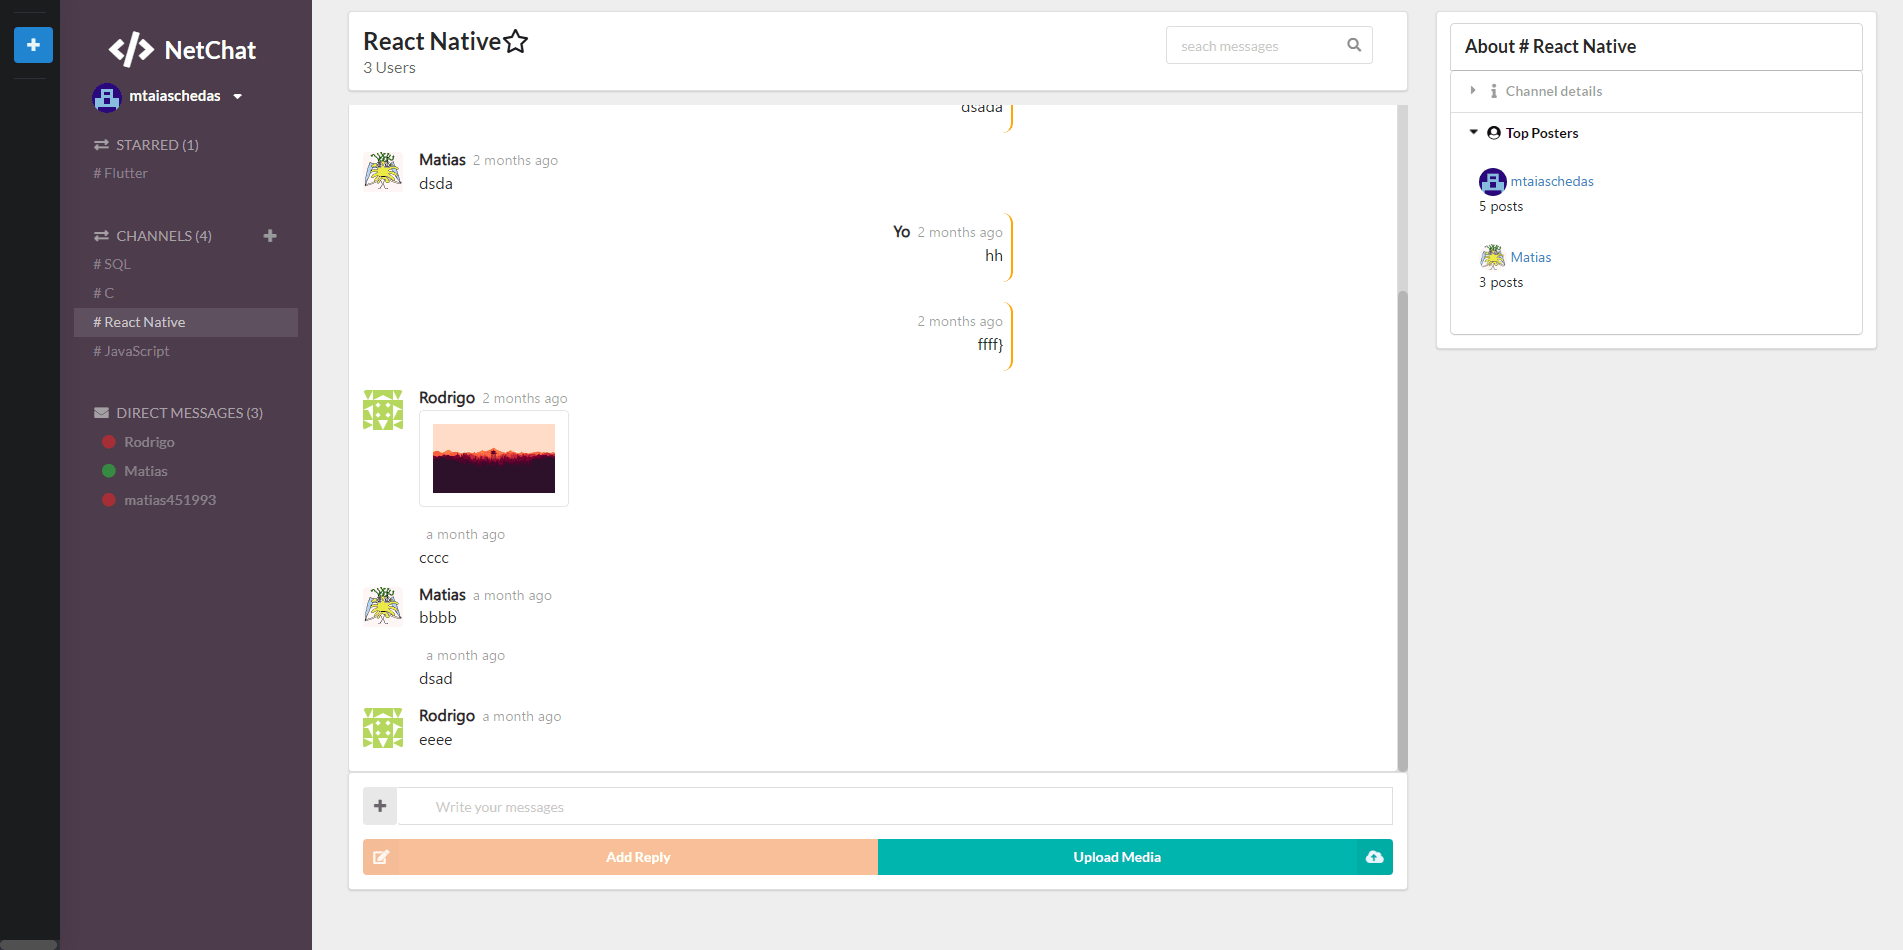 NetChat
mtaiaschedas
STARRED (1)
# Flutter
CHANNELS (4)
# SQL
# C
# React Native
# JavaScript
DIRECT MESSAGES (3)
Rodrigo
Matias
matias451993
React Native
3 Users
seach messages
dsada
Matias 2 months ago
dsda
Yo 2 months ago
hh
2 months ago
ffff}
Rodrigo 2 months ago
a month ago
cccc
Matias a month ago
bbbb
a month ago
dsad
Rodrigo a month ago
eeee
Write your messages
Add Reply
Upload Media
About # React Native
Channel details
Top Posters
mtaiaschedas
5 posts
Matias
3 posts